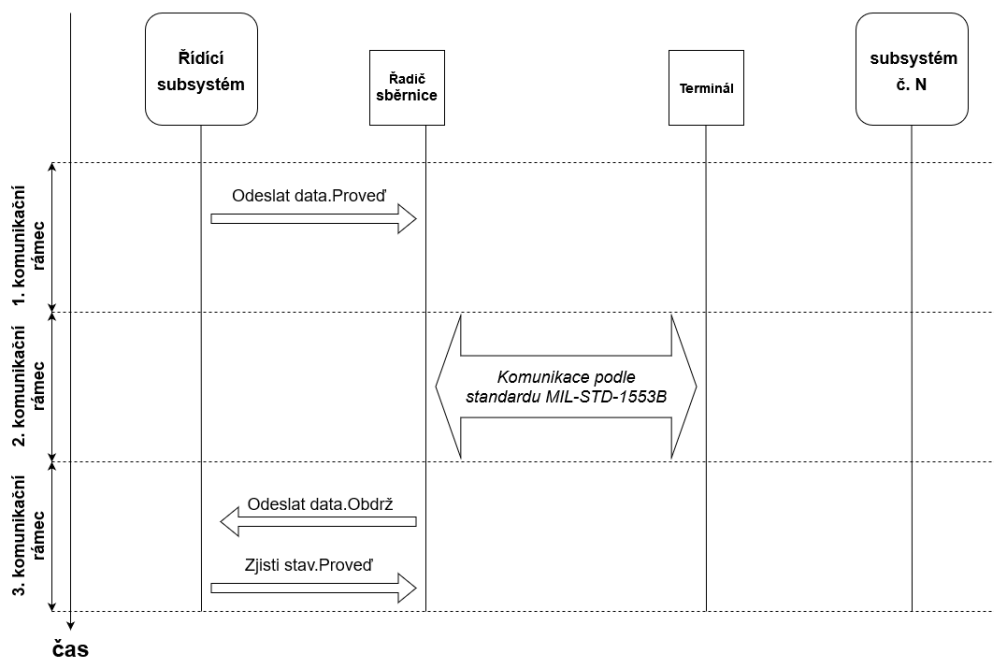 Řídící
subsystém
Řadič
sběrnice
Terminál
subsystém
č. N
1. komunikační
rámec
Odeslat data.Proveď
2. komunikační
rámec
Komunikace podle
standardu MIL-STD-1553B
3. komunikační
rámec
Odeslat data.Obdrž
Zjisti stav.Proveď
čas